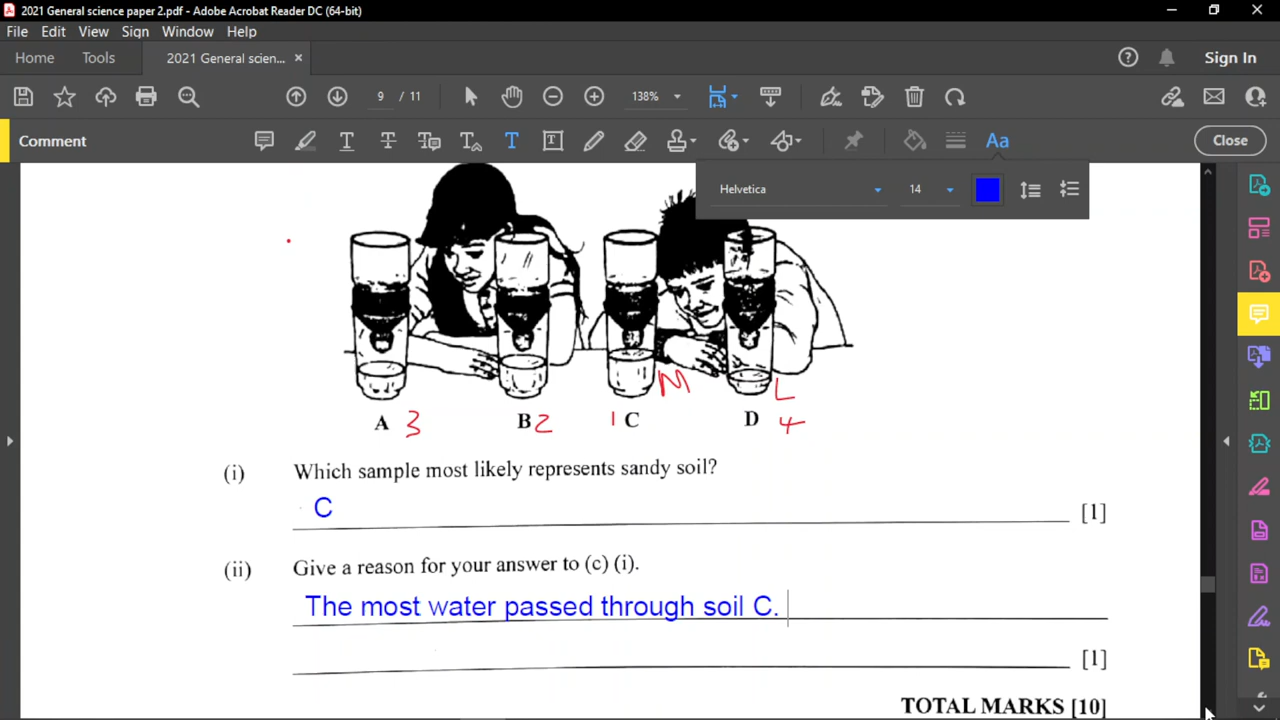 2021 General science paper 2.pdf - Adobe Acrobat Reader DC (64-bit)
File Edit View Sign Window Help
Home Tools 2021 General scien... × Sign In
9 / 11 138%
Comment Close
Helvetica 14
A 3 B 2 1 C M D 4 L
(i) Which sample most likely represents sandy soil?
C [1]
(ii) Give a reason for your answer to (c) (i).
The most water passed through soil C.
[1]
TOTAL MARKS [10]